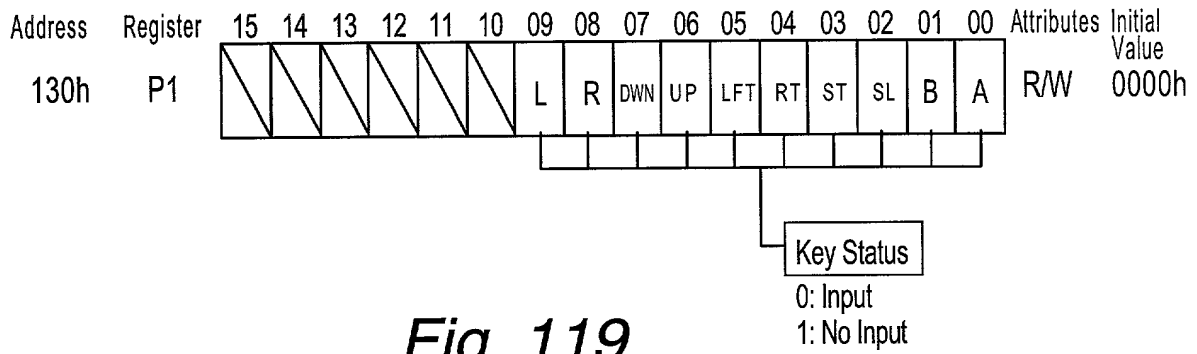 Address Register 15 14 13 12 11 10 09 08 07 06 05 04 03 02 01 00 Attributes Initial Value
130h P1 L R DWN UP LFT RT ST SL B A R/W 0000h
Key Status
0: Input
1: No Input
Fig. 119